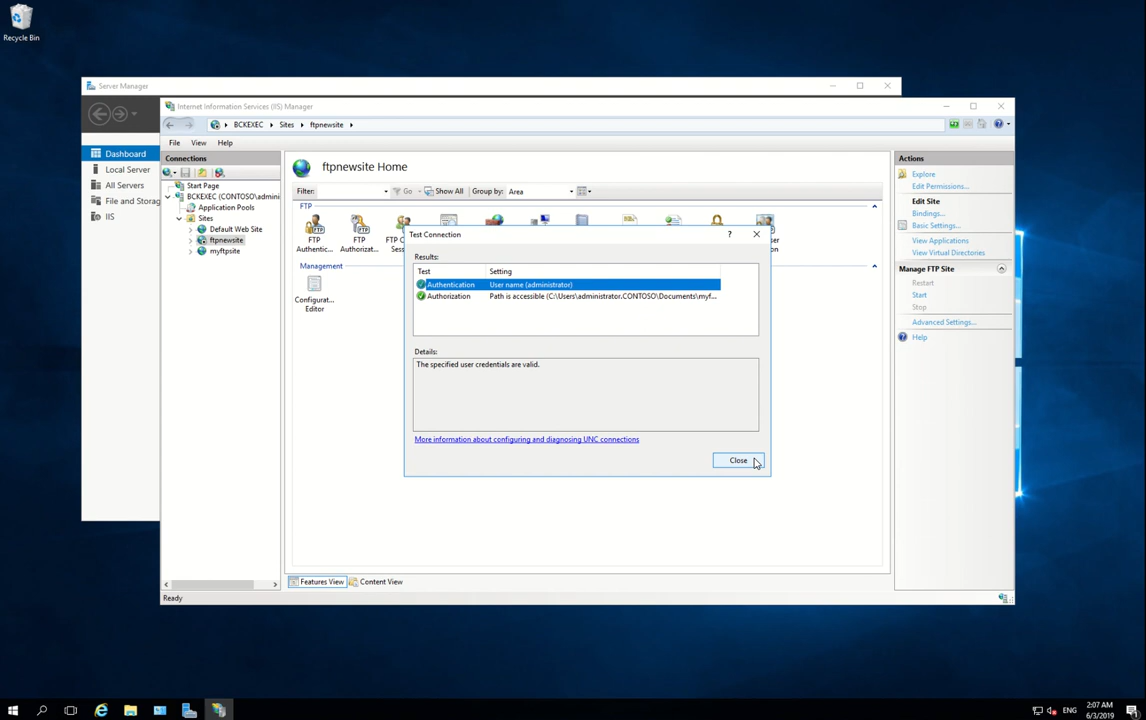 Recycle Bin
Server Manager
Internet Information Services (IIS) Manager
BCKEXEC
Sites
ftpnewsite
File
View
Help
Dashboard
Local Server
All Servers
File and Storag
IIS
Connections
Start Page
BCKEXEC (CONTOSO\admini
Application Pools
Sites
Default Web Site
ftpnewsite
myftpsite
ftpnewsite Home
Filter:
Go
Show All
Group by:
Area
FTP
FTP
Authentic...
FTP
Authorizat...
Management
Configurat...
Editor
Test Connection
?
Results:
Test
Setting
Authentication
User name (administrator)
Authorization
Path is accessible (C:\Users\administrator.CONTOSO\Documents\myf...
Details:
The specified user credentials are valid.
More information about configuring and diagnosing UNC connections
Close
Features View
Content View
Ready
Actions
Explore
Edit Permissions...
Edit Site
Bindings...
Basic Settings...
View Applications
View Virtual Directories
Manage FTP Site
Restart
Start
Stop
Advanced Settings...
Help
ENG
2:07 AM
6/3/2019